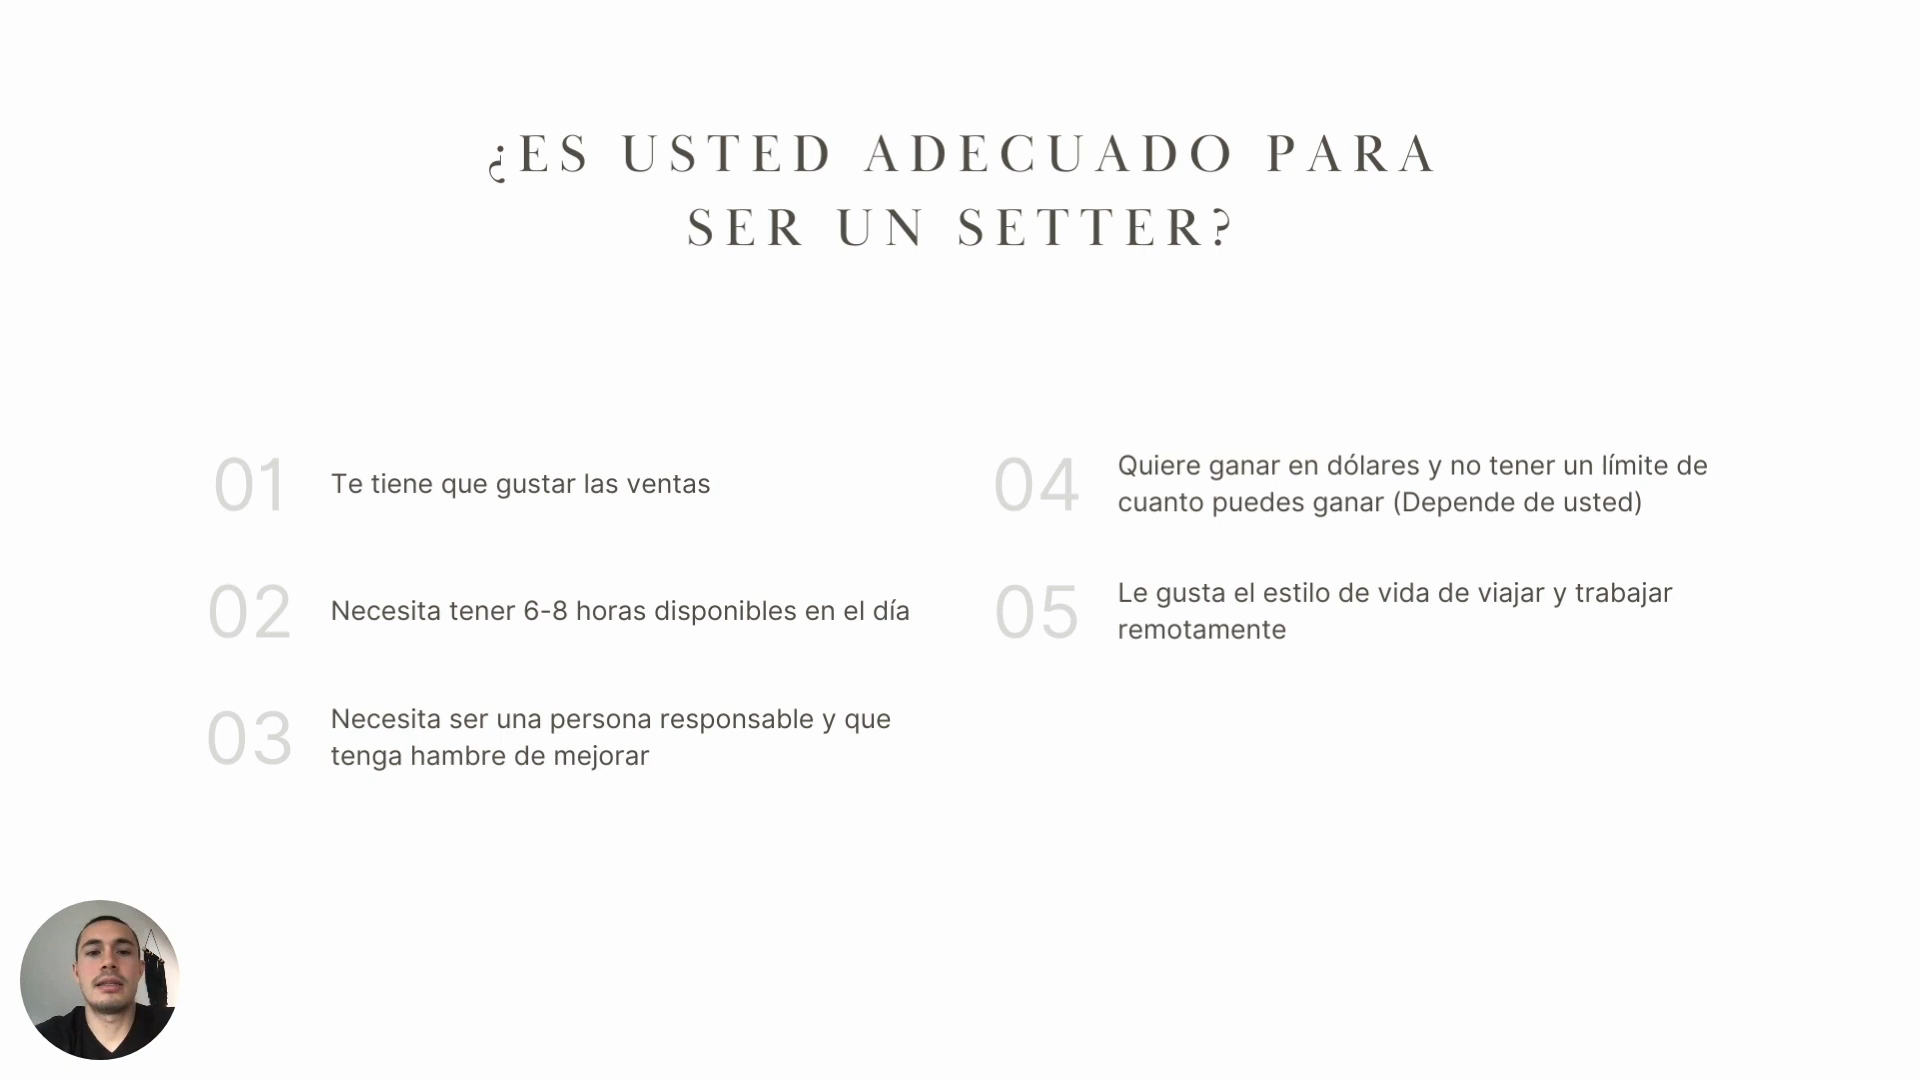 ¿ES USTED ADECUADO PARA
SER UN SETTER?
01 Te tiene que gustar las ventas
02 Necesita tener 6-8 horas disponibles en el día
03 Necesita ser una persona responsable y que
tenga hambre de mejorar
04 Quiere ganar en dólares y no tener un límite de
cuanto puedes ganar (Depende de usted)
05 Le gusta el estilo de vida de viajar y trabajar
remotamente